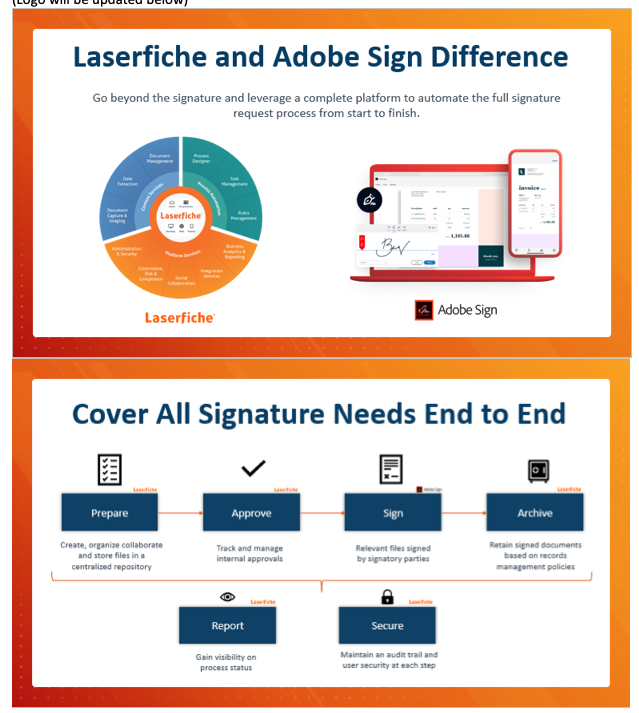 (Logo will be updated below)
Laserfiche and Adobe Sign Difference
Go beyond the signature and leverage a complete platform to automate the full signature
request process from start to finish.
Document
Management
Process
Designer
Data
Extraction
Task
Management
Content Services
Process Automation
Document
Capture &
Imaging
Laserfiche
Rules
Management
Administration
& Security
Platform Services
Business
Analytics &
Reporting
Governance,
Risk &
Compliance
Social
Collaboration
Integration
Services
Laserfiche
invoice
1,195.00
1,195.00
thank you.
Adobe Sign
Cover All Signature Needs End to End
Laserfiche
Laserfiche
Adobe Sign
Laserfiche
Prepare
Approve
Sign
Archive
Create, organize collaborate
and store files in a
centralized repository
Track and manage
internal approvals
Relevant files signed
by signatory parties
Retain signed documents
based on records
management policies
Laserfiche
Laserfiche
Report
Secure
Gain visibility on
process status
Maintain an audit trail and
user security at each step